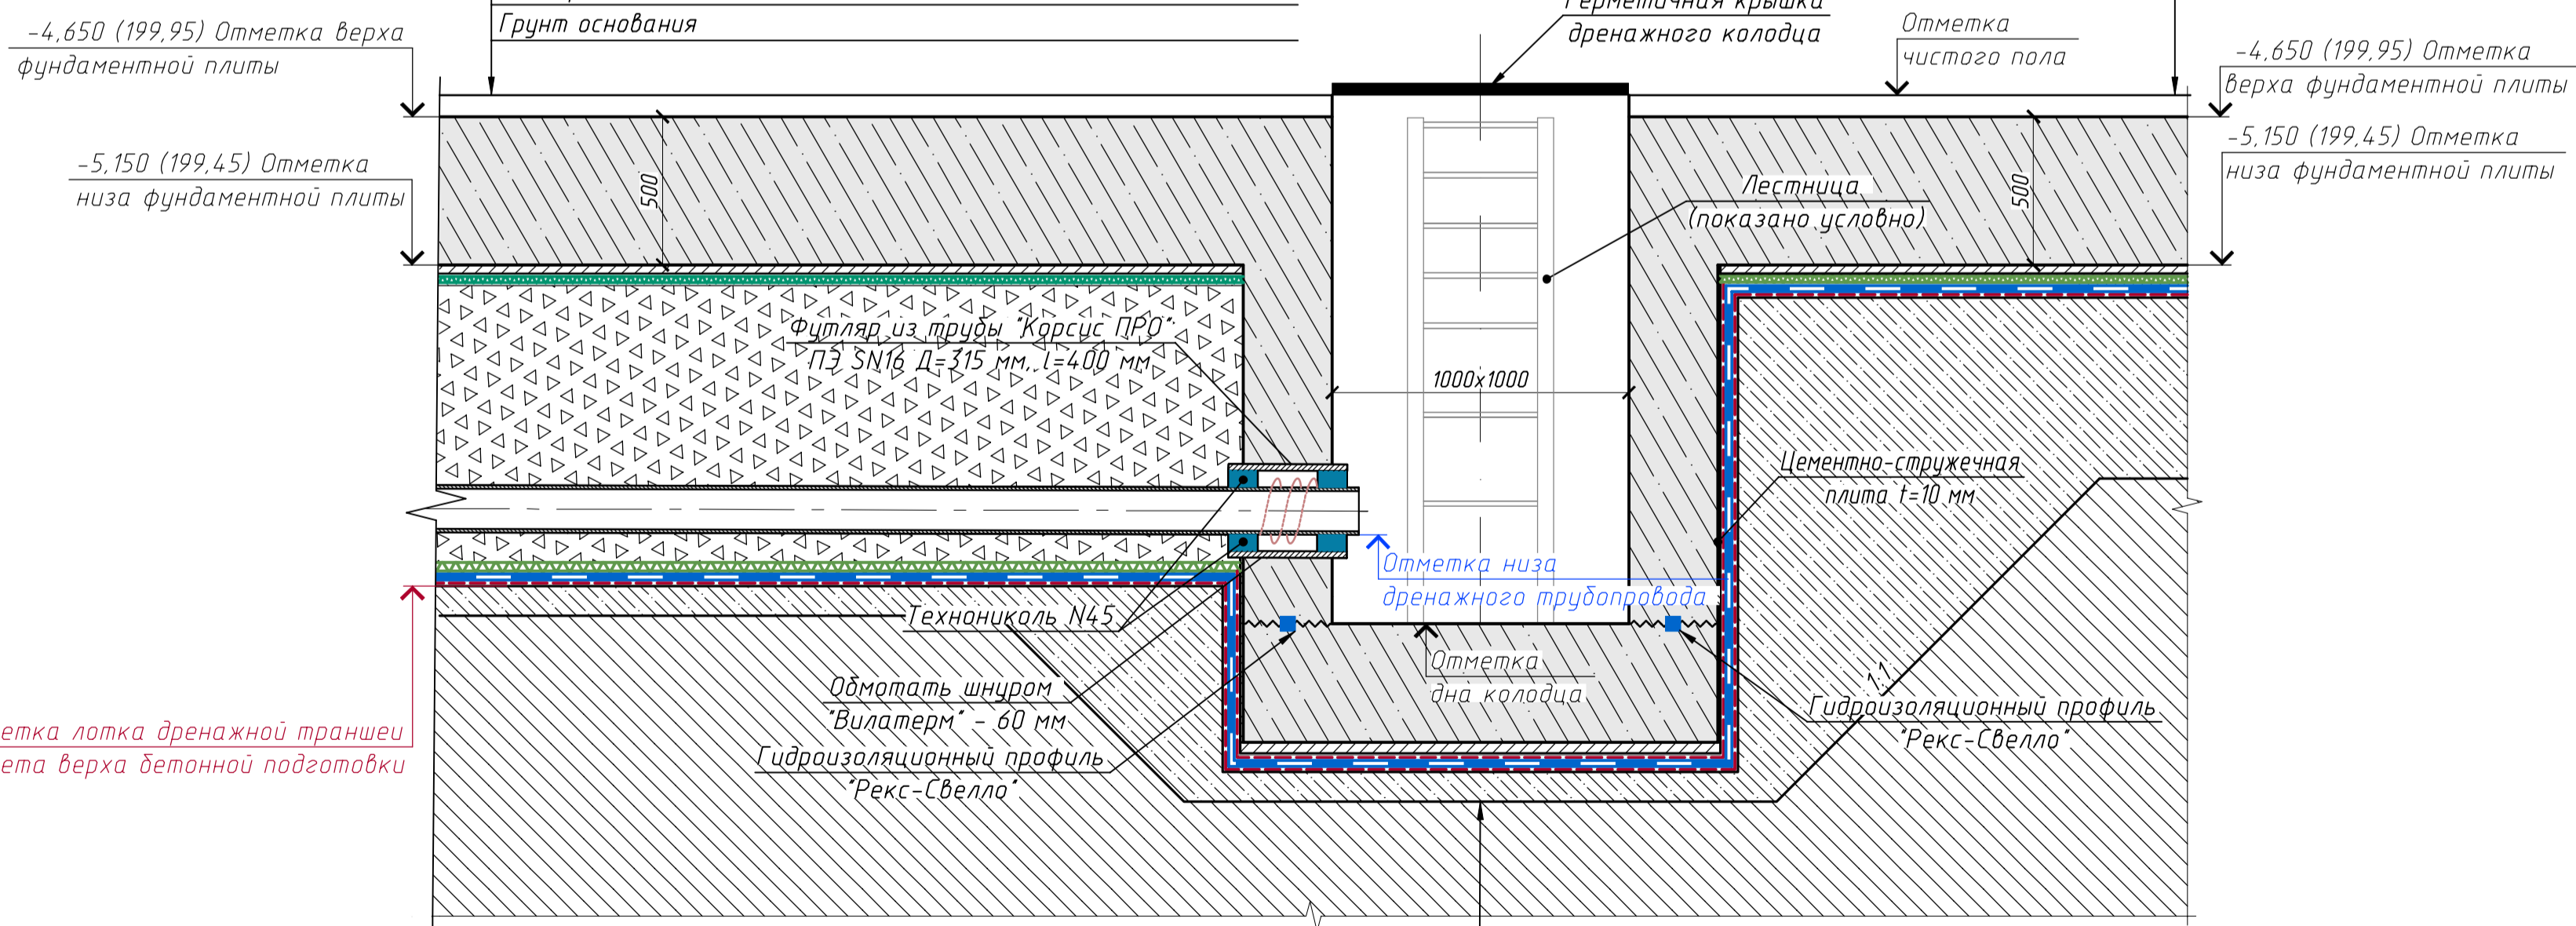 Грунт основания
Герметичная крышка
дренажного колодца
Отметка
чистого пола
-4,650 (199,95) Отметка верха
фундаментной плиты
-4,650 (199,95) Отметка
верха фундаментной плиты
-5,150 (199,45) Отметка
низа фундаментной плиты
-5,150 (199,45) Отметка
низа фундаментной плиты
500
500
Лестница
(показано условно)
Футляр из трубы "Корсис ПРО"
ПЭ SN16 Д=315 мм, l=400 мм
1000х1000
Цементно-стружечная
плита t=10 мм
Отметка низа
дренажного трубопровода
Технониколь N45
Отметка
дна колодца
1:1
Обмотать шнуром
"Вилатерм" - 60 мм
Гидроизоляционный профиль
"Рекс-Свелло"
Гидроизоляционный профиль
"Рекс-Свелло"
етка лотка дренажной траншеи
ета верха бетонной подготовки